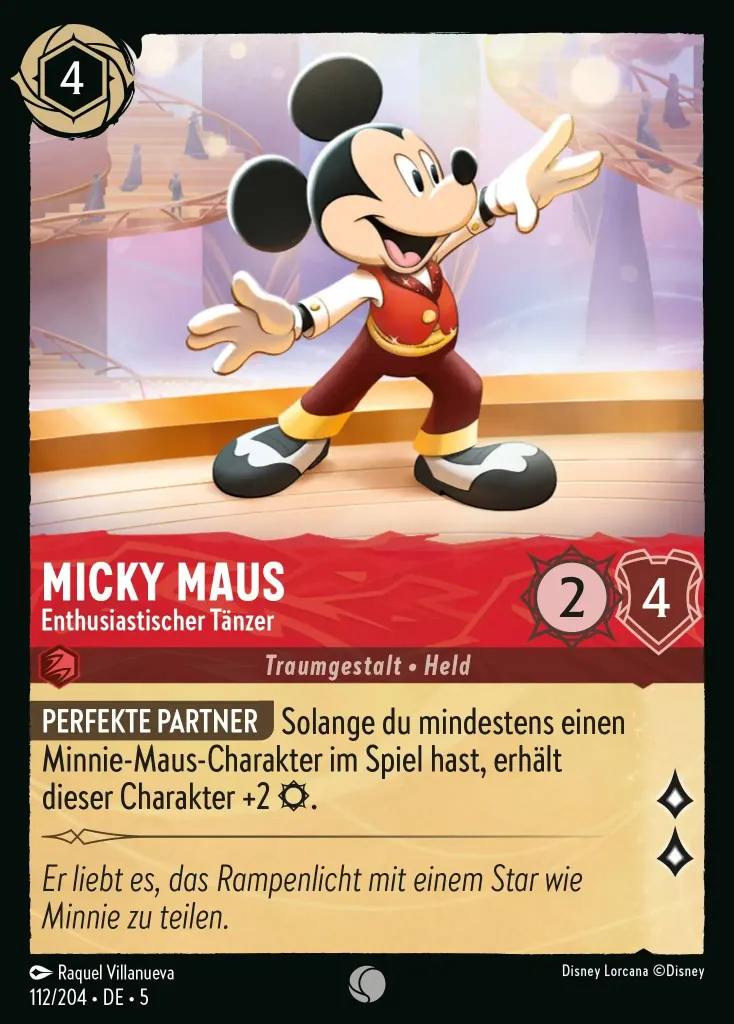 4
MICKY MAUS
Enthusiastischer Tänzer
2
4
Traumgestalt • Held
PERFEKTE PARTNER Solange du mindestens einen
Minnie-Maus-Charakter im Spiel hast, erhält
dieser Charakter +2 .
Er liebt es, das Rampenlicht mit einem Star wie
Minnie zu teilen.
Raquel Villanueva
Disney Lorcana ©Disney
112/204 • DE • 5